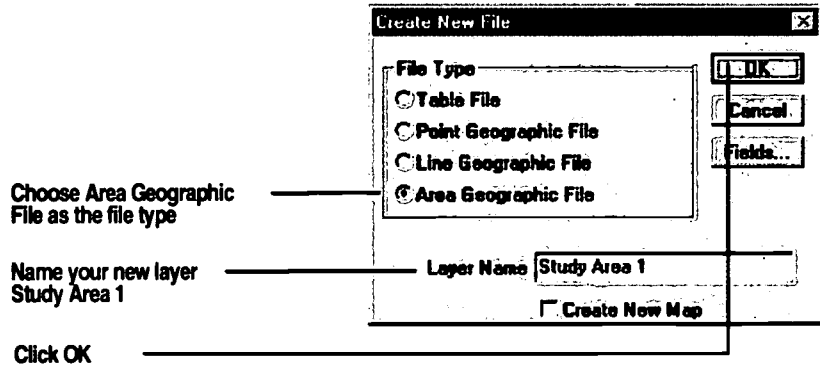 Create New File
File Type
Table File
Point Geographic File
Line Geographic File
Area Geographic File
OK
Cancel
Fields...
Choose Area Geographic
File as the file type
Layer Name Study Area 1
Name your new layer
Study Area 1
Create New Map
Click OK